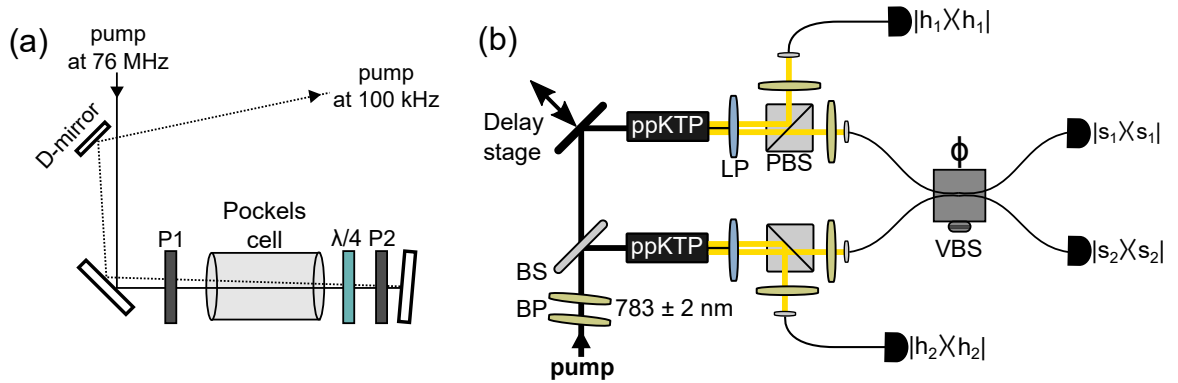 (a)
pump
at 76 MHz
pump
at 100 kHz
D-mirror
P1
Pockels
cell
λ/4
P2
(b)
|h₁〉〈h₁|
Delay
stage
ppKTP
LP
PBS
ϕ
|s₁〉〈s₁|
ppKTP
VBS
|s₂〉〈s₂|
BS
BP
783 ± 2 nm
|h₂〉〈h₂|
pump